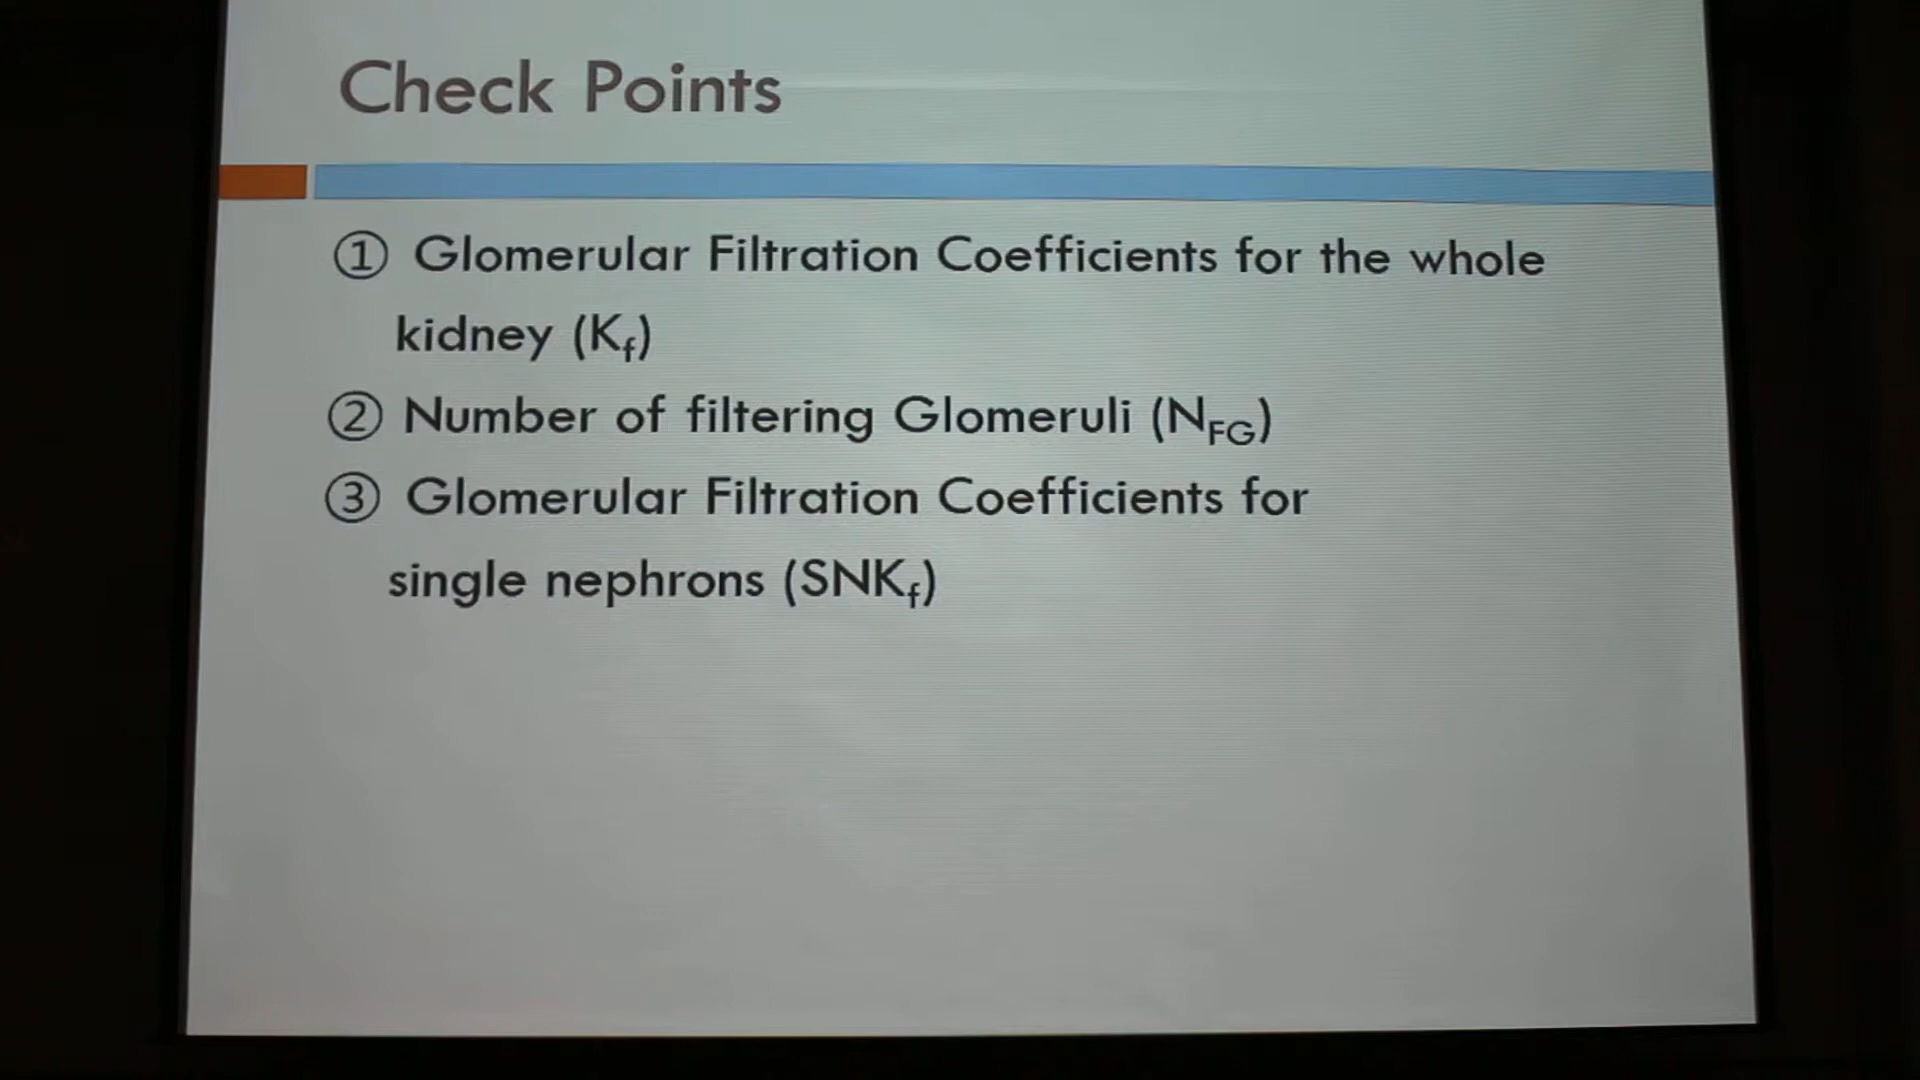 Check Points
① Glomerular Filtration Coefficients for the whole
kidney (Kf)
② Number of filtering Glomeruli (NFG)
③ Glomerular Filtration Coefficients for
single nephrons (SNKf)